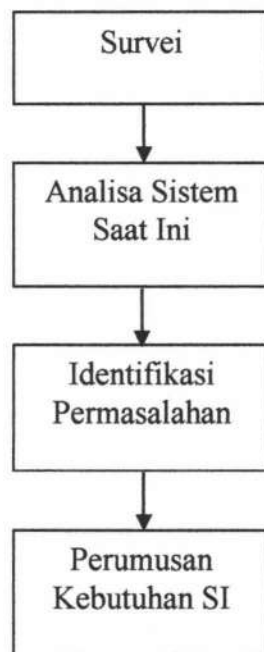 Survei
Analisa Sistem
Saat Ini
Identifikasi
Permasalahan
Perumusan
Kebutuhan SI